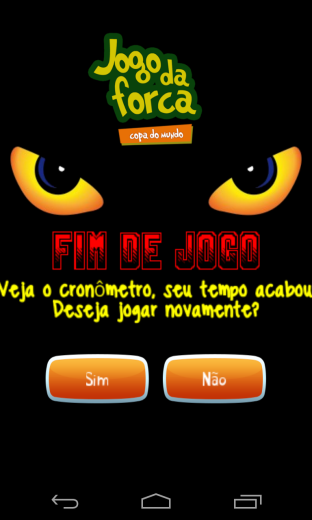 Jogo da
forca
copa do mundo
FIM DE JOGO
Veja o cronômetro, seu tempo acabou
Deseja jogar novamente?
Sim
Não